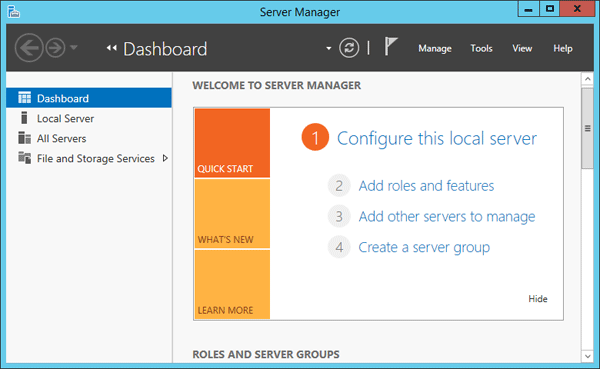 Server Manager
Dashboard
Manage Tools View Help
Dashboard
Local Server
All Servers
File and Storage Services
WELCOME TO SERVER MANAGER
QUICK START
WHAT'S NEW
LEARN MORE
1 Configure this local server
2 Add roles and features
3 Add other servers to manage
4 Create a server group
Hide
ROLES AND SERVER GROUPS